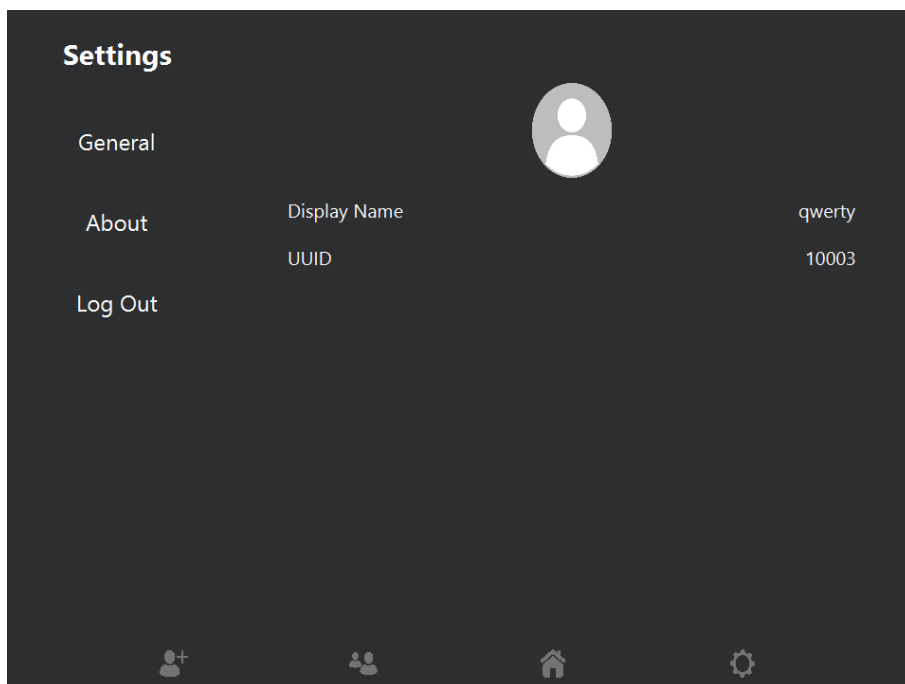 Settings
General
About
Log Out
Display Name qwerty
UUID 10003